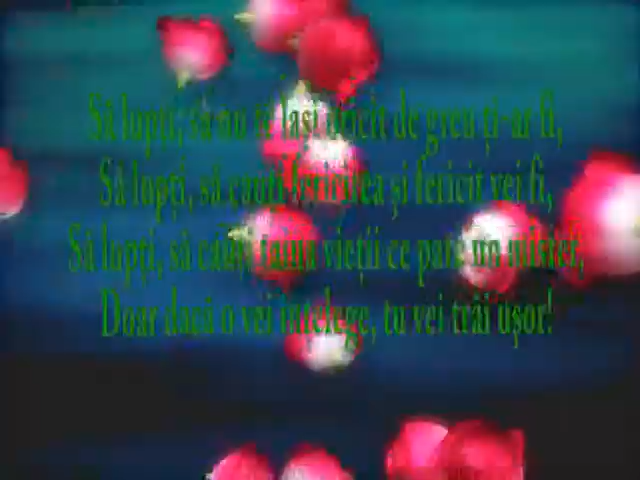 Să lupți, să nu te lași oricât de greu ți-ar fi,
Să lupți, să cauți fericirea și fericit vei fi,
Să lupți, să cauți taina vieții ce pare un mister,
Doar dacă o vei înțelege, tu vei trăi ușor!